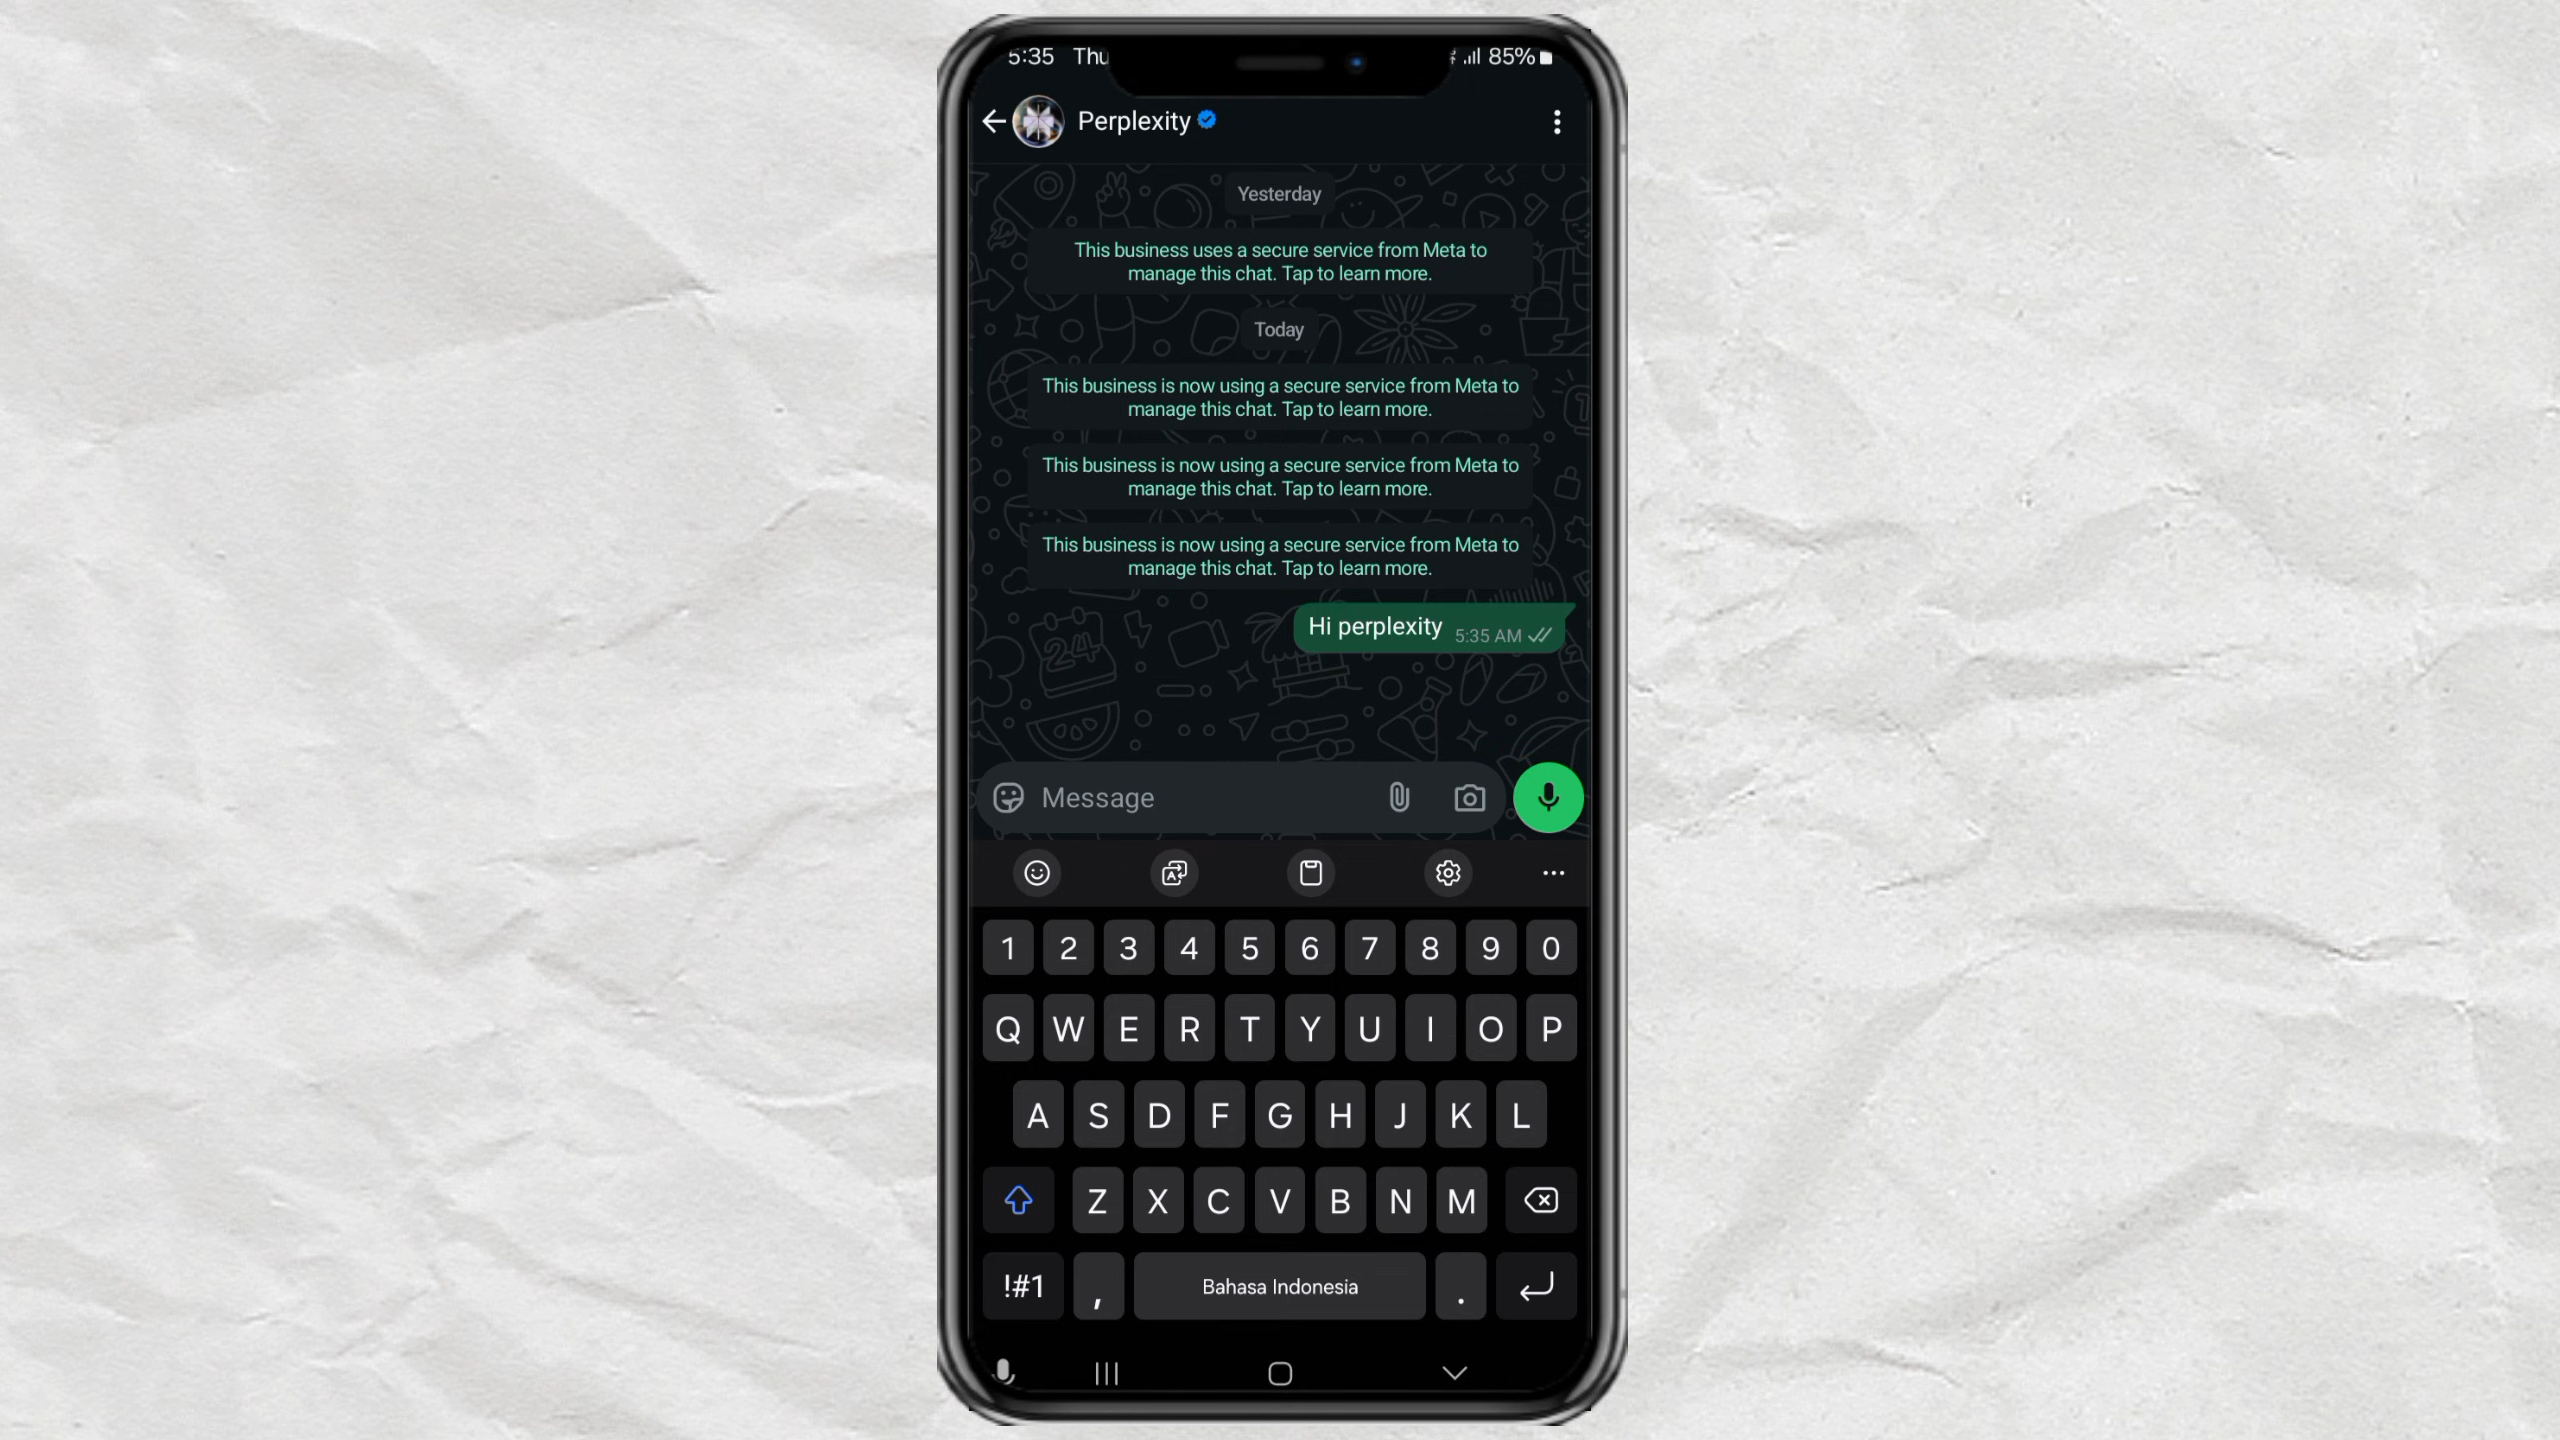 5:35 Thu 85%
Perplexity
Yesterday
This business uses a secure service from Meta to
manage this chat. Tap to learn more.
Today
This business is now using a secure service from Meta to
manage this chat. Tap to learn more.
This business is now using a secure service from Meta to
manage this chat. Tap to learn more.
This business is now using a secure service from Meta to
manage this chat. Tap to learn more.
Hi perplexity 5:35 AM
Message
1 2 3 4 5 6 7 8 9 0
Q W E R T Y U I O P
A S D F G H J K L
Z X C V B N M
!#1 , Bahasa Indonesia .